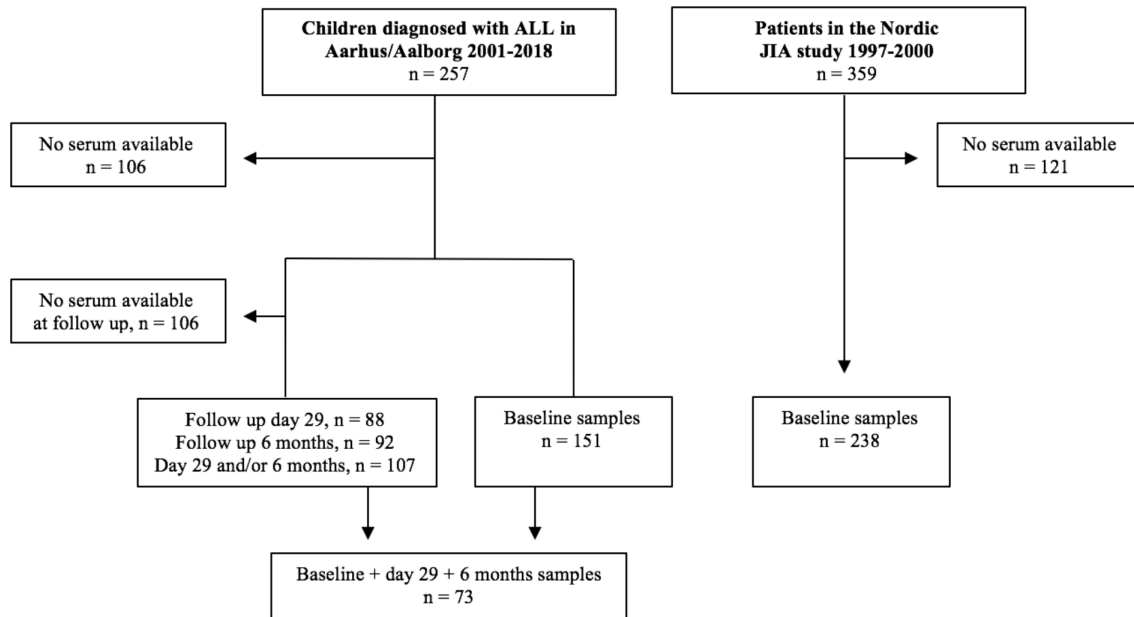 Children diagnosed with ALL in
Aarhus/Aalborg 2001-2018
n = 257
Patients in the Nordic
JIA study 1997-2000
n = 359
No serum available
n = 106
No serum available
n = 121
No serum available
at follow up, n = 106
Follow up day 29, n = 88
Follow up 6 months, n = 92
Day 29 and/or 6 months, n = 107
Baseline samples
n = 151
Baseline samples
n = 238
Baseline + day 29 + 6 months samples
n = 73